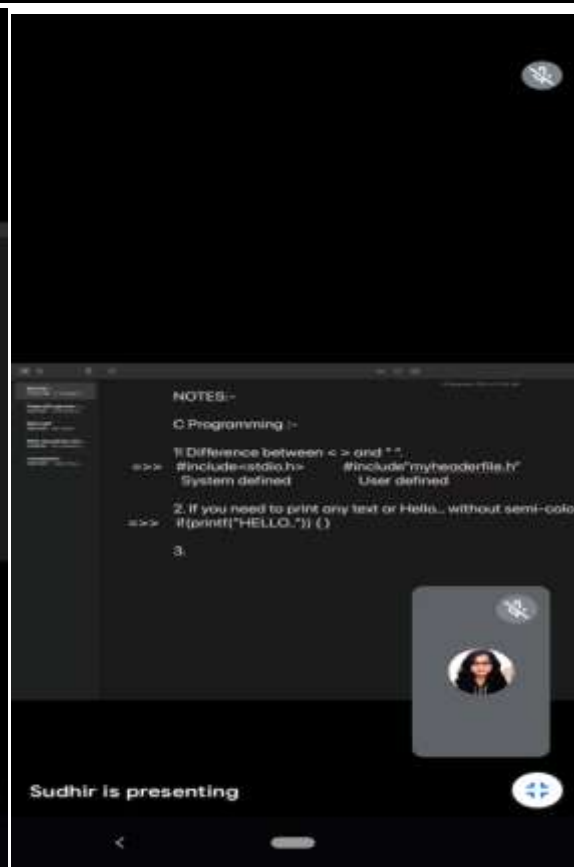 NOTES:-
C Programming :-
1) Difference between < > and " ".
=>> #include<stdio.h> #include"myheaderfile.h"
System defined User defined
2. If you need to print any text or Hello... without semi-colo
=>> if(printf("HELLO..")) { }
3.
Sudhir is presenting